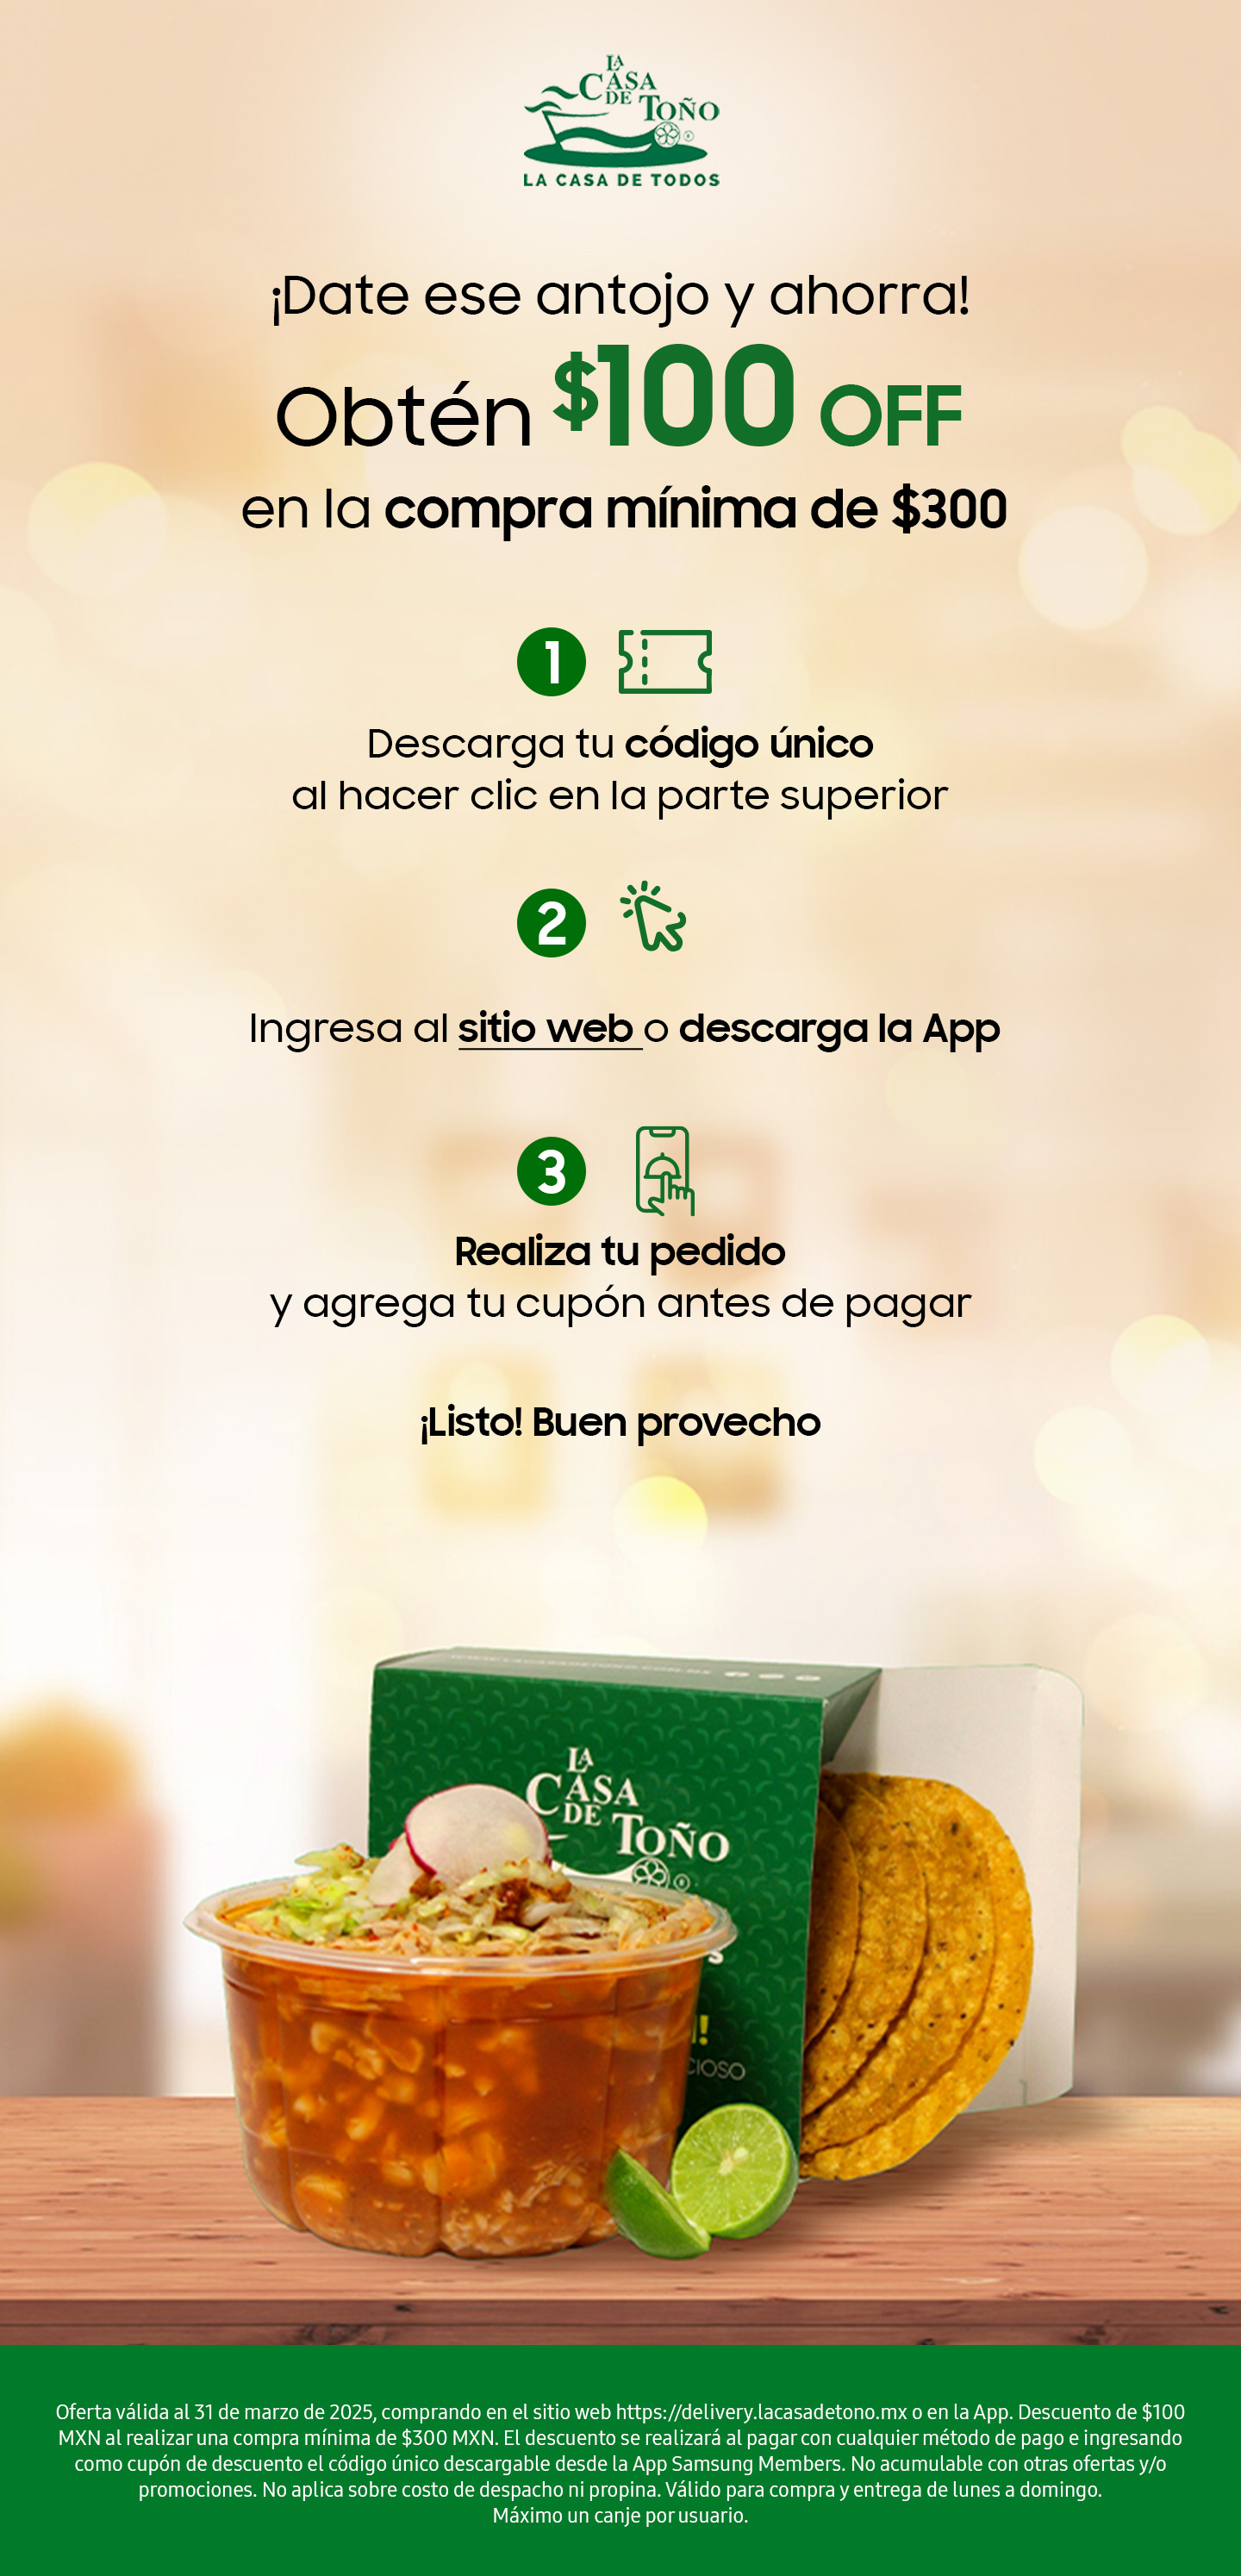 LA
CASA
DE TOÑO
LA CASA DE TODOS
¡Date ese antojo y ahorra!
Obtén $100 OFF
en la compra mínima de $300
1
Descarga tu código único
al hacer clic en la parte superior
2
Ingresa al sitio web o descarga la App
3
Realiza tu pedido
y agrega tu cupón antes de pagar
¡Listo! Buen provecho
LA
CASA
DE TOÑO
Oferta válida al 31 de marzo de 2025, comprando en el sitio web https://delivery.lacasadetono.mx o en la App. Descuento de $100
MXN al realizar una compra mínima de $300 MXN. El descuento se realizará al pagar con cualquier método de pago e ingresando
como cupón de descuento el código único descargable desde la App Samsung Members. No acumulable con otras ofertas y/o
promociones. No aplica sobre costo de despacho ni propina. Válido para compra y entrega de lunes a domingo.
Máximo un canje por usuario.